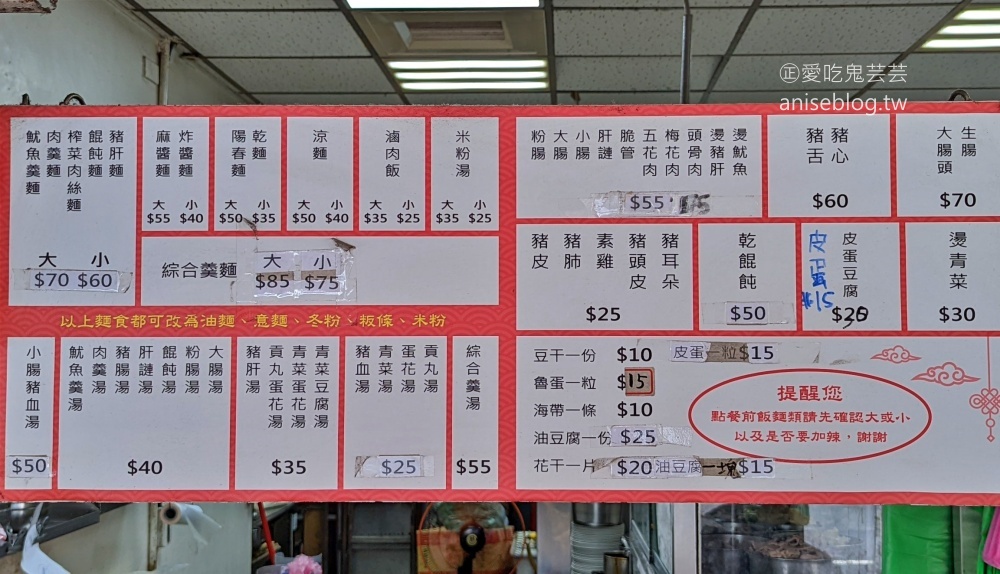 ㊣愛吃鬼芸芸
aniseblog.tw
豬肝麵
餛飩麵
榨菜肉絲麵
肉羹麵
魷魚羹麵
大 小
$70 $60
炸醬麵
麻醬麵
大 小
$55 $40
乾麵
陽春麵
大 小
$50 $35
涼麵
大 小
$50 $40
滷肉飯
大 小
$35 $25
米粉湯
大 小
$35 $25
綜合羹麵
大 小
$85 $75
以上麵食都可改為油麵、意麵、冬粉、板條、米粉
小腸豬血湯
$50
大腸湯
粉腸湯
餛飩湯
肝肫湯
豬腦湯
肉羹湯
魷魚羹湯
$40
青菜豆腐湯
青菜蛋花湯
貢丸蛋花湯
豬肝湯
$35
貢丸湯
蛋花湯
青菜湯
豬血湯
$25
綜合羹湯
$55
燙魷魚
燙豬肝
頭骨肉
梅花肉
五花肉
脆管
肝連
小腸
大腸
粉腸
$55
豬心
豬舌
$60
生腸
大腸頭
$70
豬耳朵
豬頭皮
素雞
豬肺
豬皮
$25
乾餛飩
$50
皮蛋豆腐
$30
皮蛋
$15
燙青菜
$30
豆干一份 $10 皮蛋一粒$15
魯蛋一粒 $15
海帶一條 $10
油豆腐一份 $25
花干一片 $20 油豆腐一塊$15
提醒您
點餐前飯麵類請先確認大或小
以及是否要加辣，謝謝